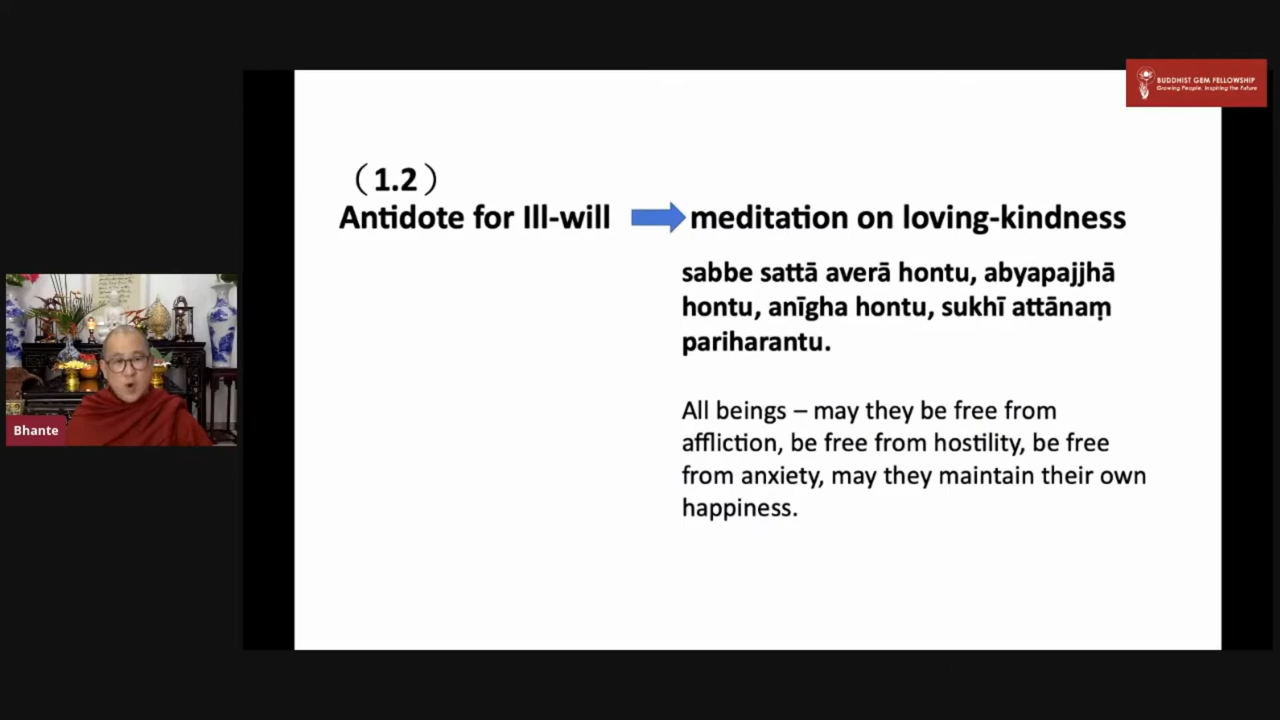 BUDDHIST GEM FELLOWSHIP
Growing People. Inspiring the Future
（1.2）
Antidote for Ill-will
meditation on loving-kindness
sabbe sattā averā hontu, abyapajjhā
hontu, anīgha hontu, sukhī attānaṃ
pariharantu.
All beings – may they be free from
affliction, be free from hostility, be free
from anxiety, may they maintain their own
happiness.
Bhante